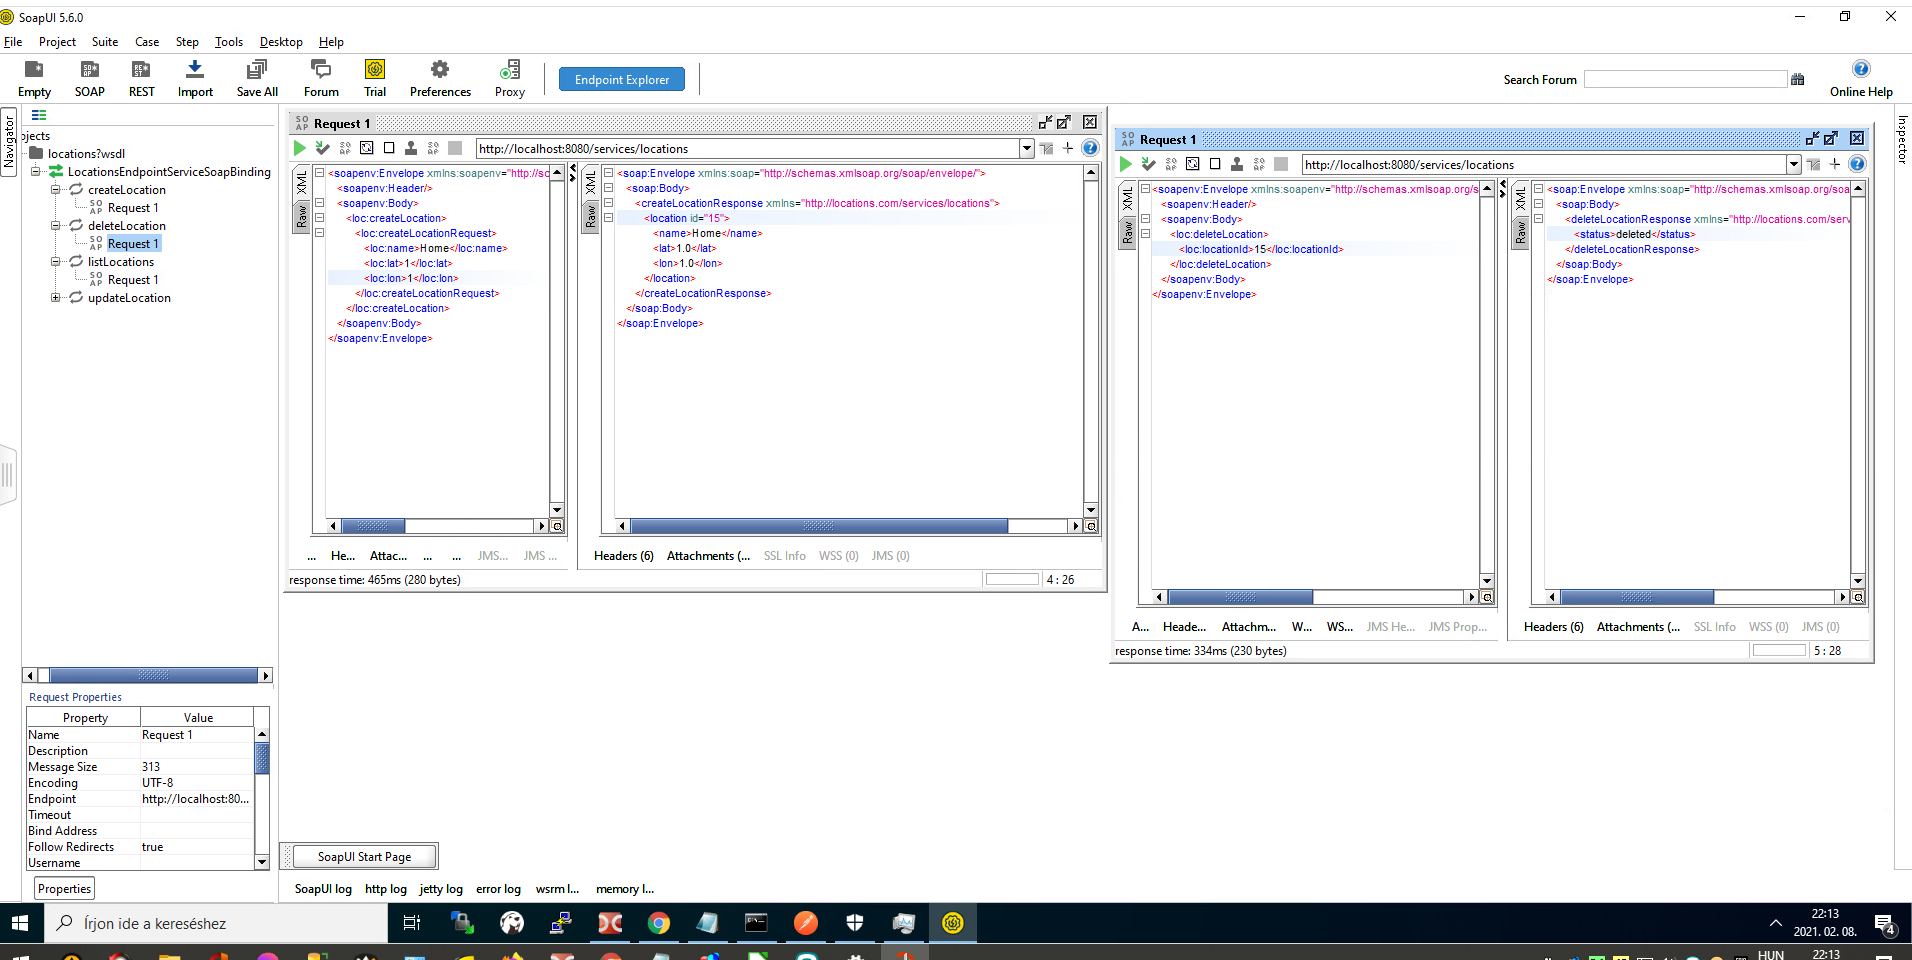 SoapUI 5.6.0
File Project Suite Case Step Tools Desktop Help
Empty SOAP REST Import Save All Forum Trial Preferences Proxy Endpoint Explorer Search Forum Online Help
Navigator
Inspector
ojects
locations?wsdl
LocationsEndpointServiceSoapBinding
createLocation
Request 1
deleteLocation
Request 1
listLocations
Request 1
updateLocation
Request Properties
Property Value
Name Request 1
Description
Message Size 313
Encoding UTF-8
Endpoint http://localhost:80...
Timeout
Bind Address
Follow Redirects true
Username
Properties
Request 1
http://localhost:8080/services/locations
XML
Raw
<soapenv:Envelope xmlns:soapenv="http://sc
<soapenv:Header/>
<soapenv:Body>
<loc:createLocation>
<loc:createLocationRequest>
<loc:name>Home</loc:name>
<loc:lat>1</loc:lat>
<loc:lon>1</loc:lon>
</loc:createLocationRequest>
</loc:createLocation>
</soapenv:Body>
</soapenv:Envelope>
XML
Raw
<soap:Envelope xmlns:soap="http://schemas.xmlsoap.org/soap/envelope/">
<soap:Body>
<createLocationResponse xmlns="http://locations.com/services/locations">
<location id="15">
<name>Home</name>
<lat>1.0</lat>
<lon>1.0</lon>
</location>
</createLocationResponse>
</soap:Body>
</soap:Envelope>
... He... Attac... ... ... JMS... JMS ...
Headers (6) Attachments (... SSL Info WSS (0) JMS (0)
response time: 465ms (280 bytes)
4 : 26
Request 1
http://localhost:8080/services/locations
XML
Raw
<soapenv:Envelope xmlns:soapenv="http://schemas.xmlsoap.org/s
<soapenv:Header/>
<soapenv:Body>
<loc:deleteLocation>
<loc:locationId>15</loc:locationId>
</loc:deleteLocation>
</soapenv:Body>
</soapenv:Envelope>
XML
Raw
<soap:Envelope xmlns:soap="http://schemas.xmlsoap.org/soa
<soap:Body>
<deleteLocationResponse xmlns="http://locations.com/serv
<status>deleted</status>
</deleteLocationResponse>
</soap:Body>
</soap:Envelope>
A... Heade... Attachm... W... WS... JMS He... JMS Prop...
Headers (6) Attachments (... SSL Info WSS (0) JMS (0)
response time: 334ms (230 bytes)
5 : 28
SoapUI Start Page
SoapUI log http log jetty log error log wsrm l... memory l...
Írjon ide a kereséshez
22:13
2021. 02. 08.
4
HUN
22:13